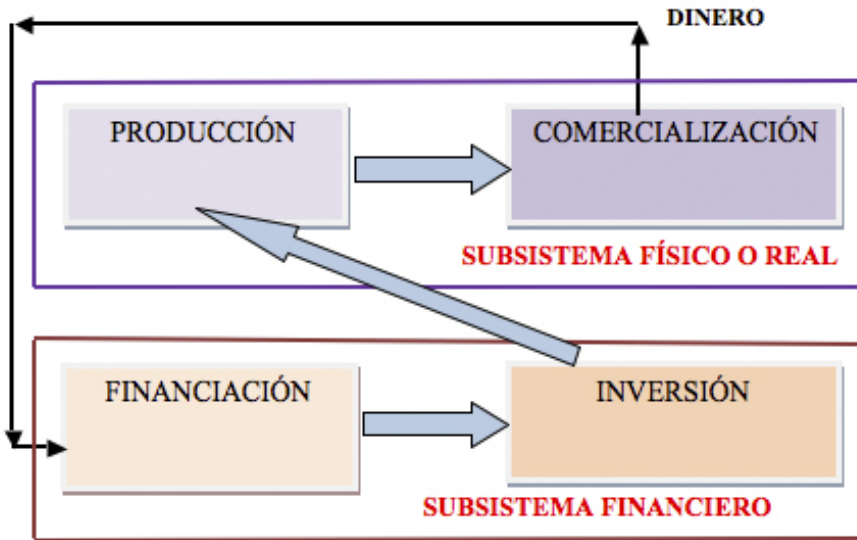 DINERO
PRODUCCIÓN
COMERCIALIZACIÓN
SUBSISTEMA FÍSICO O REAL
FINANCIACIÓN
INVERSIÓN
SUBSISTEMA FINANCIERO